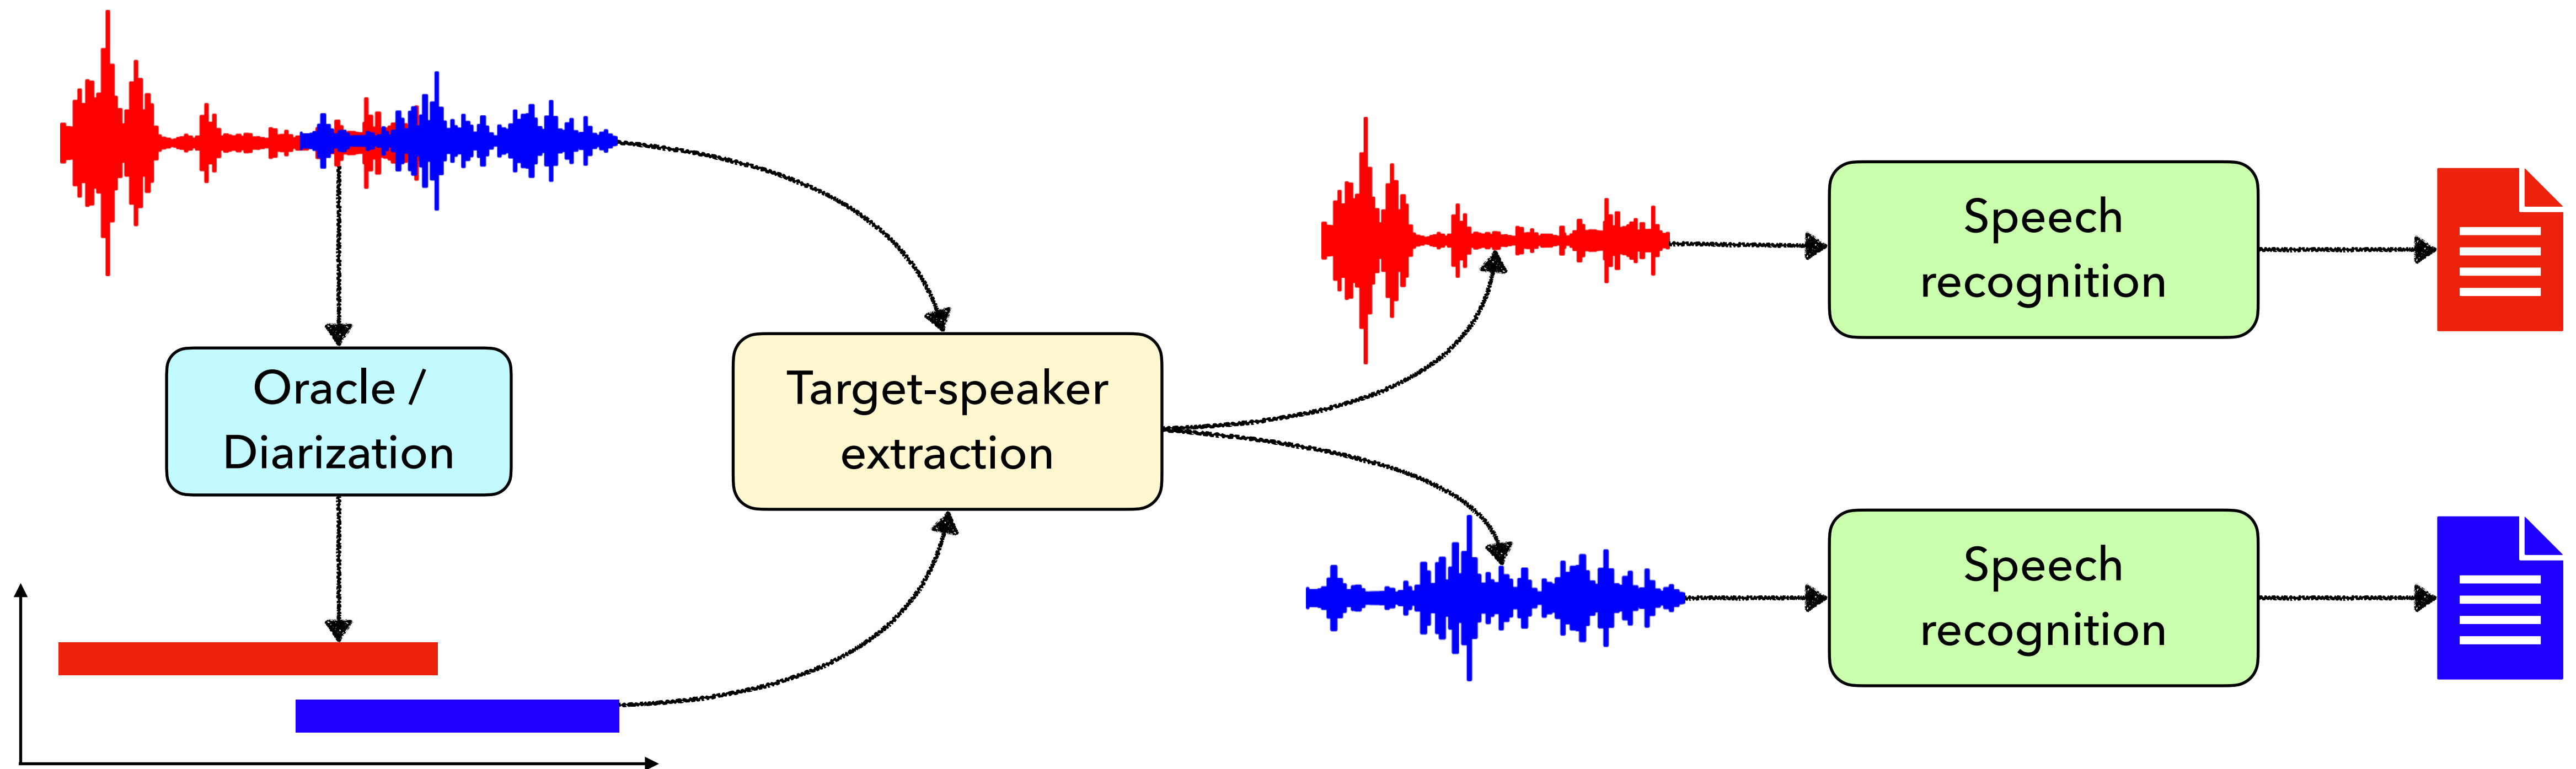 Oracle /
Diarization
Target-speaker
extraction
Speech
recognition
Speech
recognition